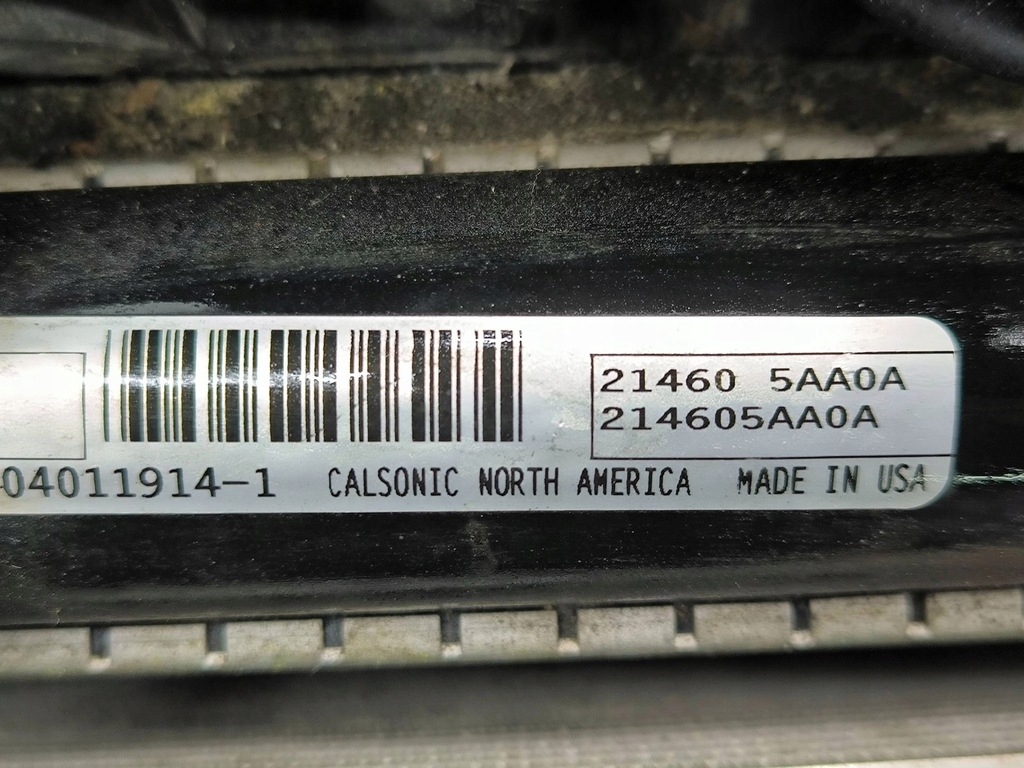 21460 5AA0A
214605AA0A
04011914-1 CALSONIC NORTH AMERICA MADE IN USA